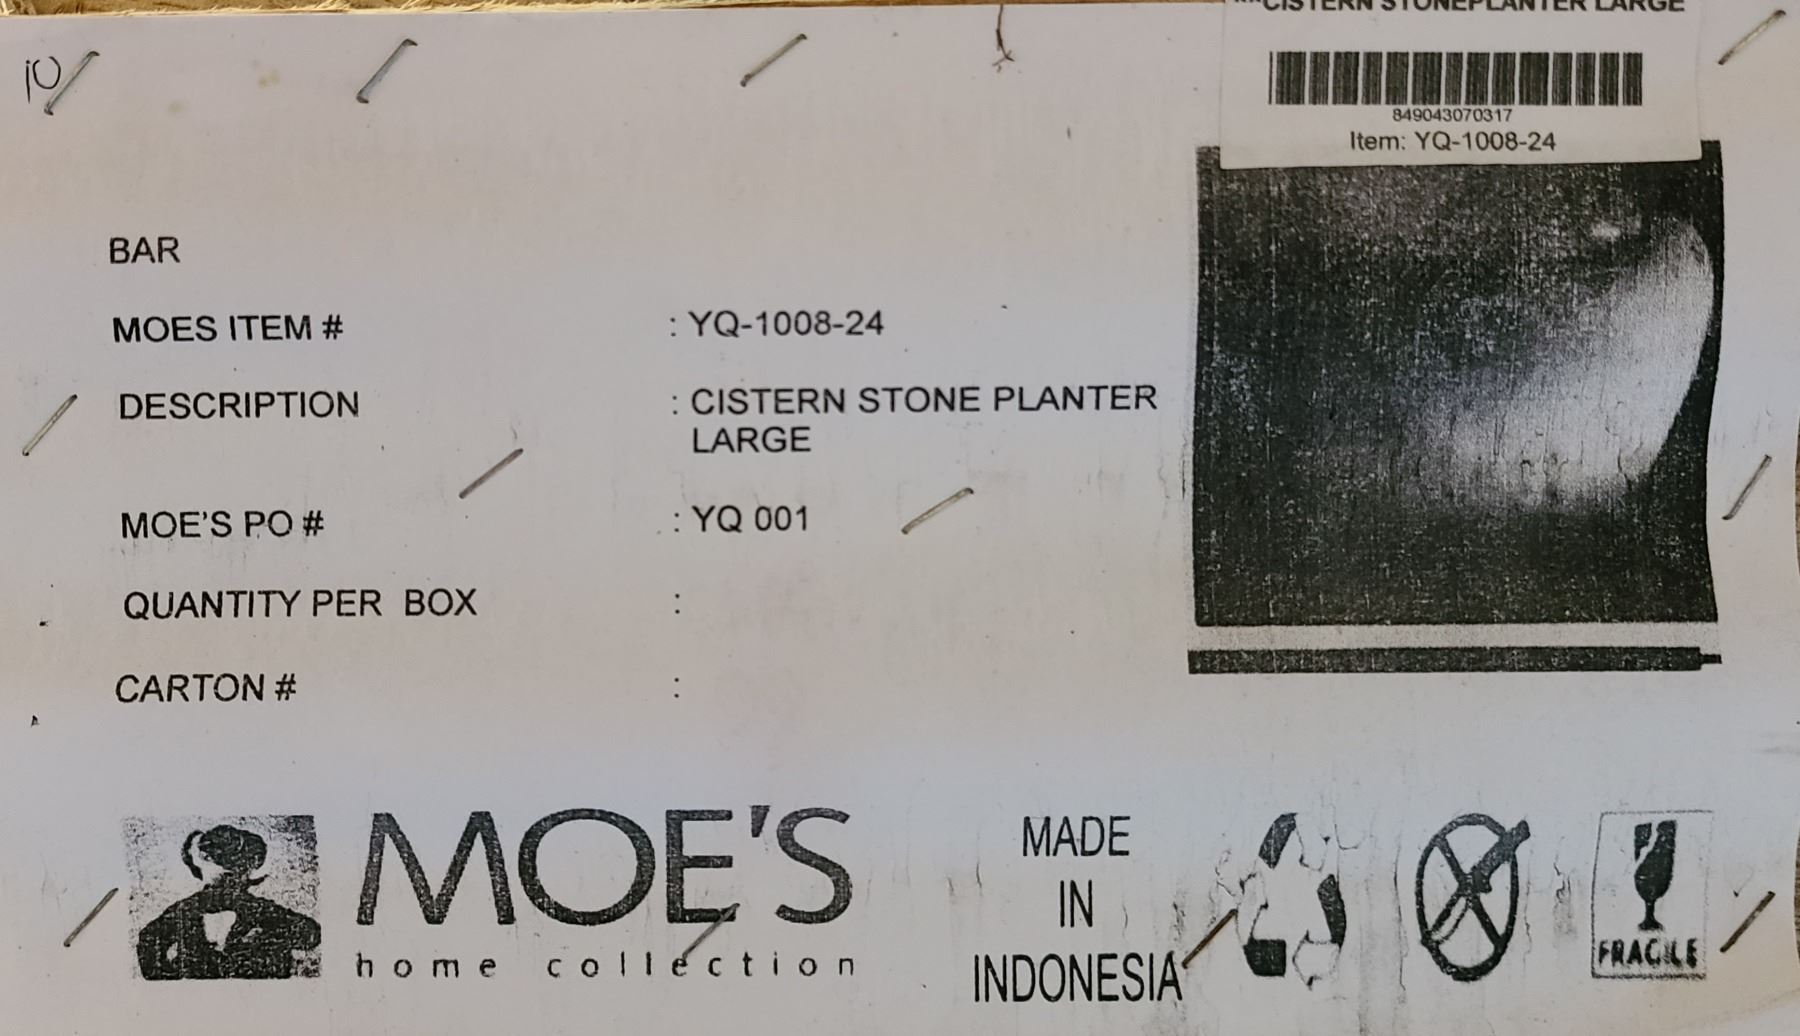 **CISTERN STONEPLANTER LARGE
849043070317
Item: YQ-1008-24
10
BAR
MOES ITEM # : YQ-1008-24
DESCRIPTION : CISTERN STONE PLANTER
LARGE
MOE'S PO # : YQ 001
QUANTITY PER BOX :
CARTON # :
MOE'S
home collection
MADE
IN
INDONESIA
FRAGILE